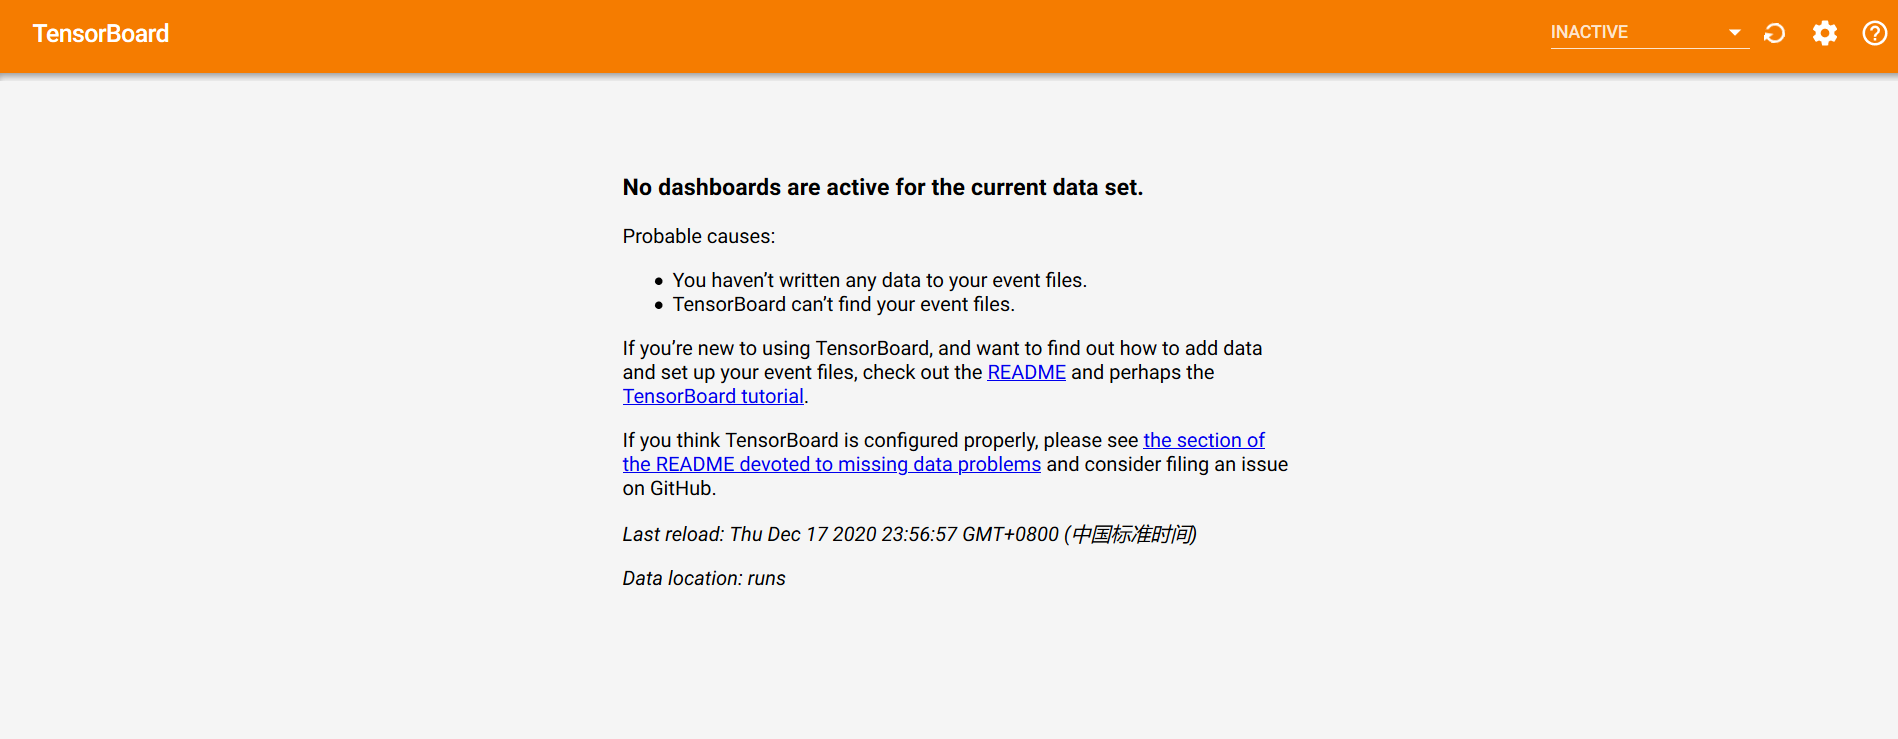 TensorBoard
INACTIVE
No dashboards are active for the current data set.
Probable causes:
• You haven’t written any data to your event files.
• TensorBoard can’t find your event files.
If you’re new to using TensorBoard, and want to find out how to add data
and set up your event files, check out the README and perhaps the
TensorBoard tutorial.
If you think TensorBoard is configured properly, please see the section of
the README devoted to missing data problems and consider filing an issue
on GitHub.
Last reload: Thu Dec 17 2020 23:56:57 GMT+0800 (中国标准时间)
Data location: runs